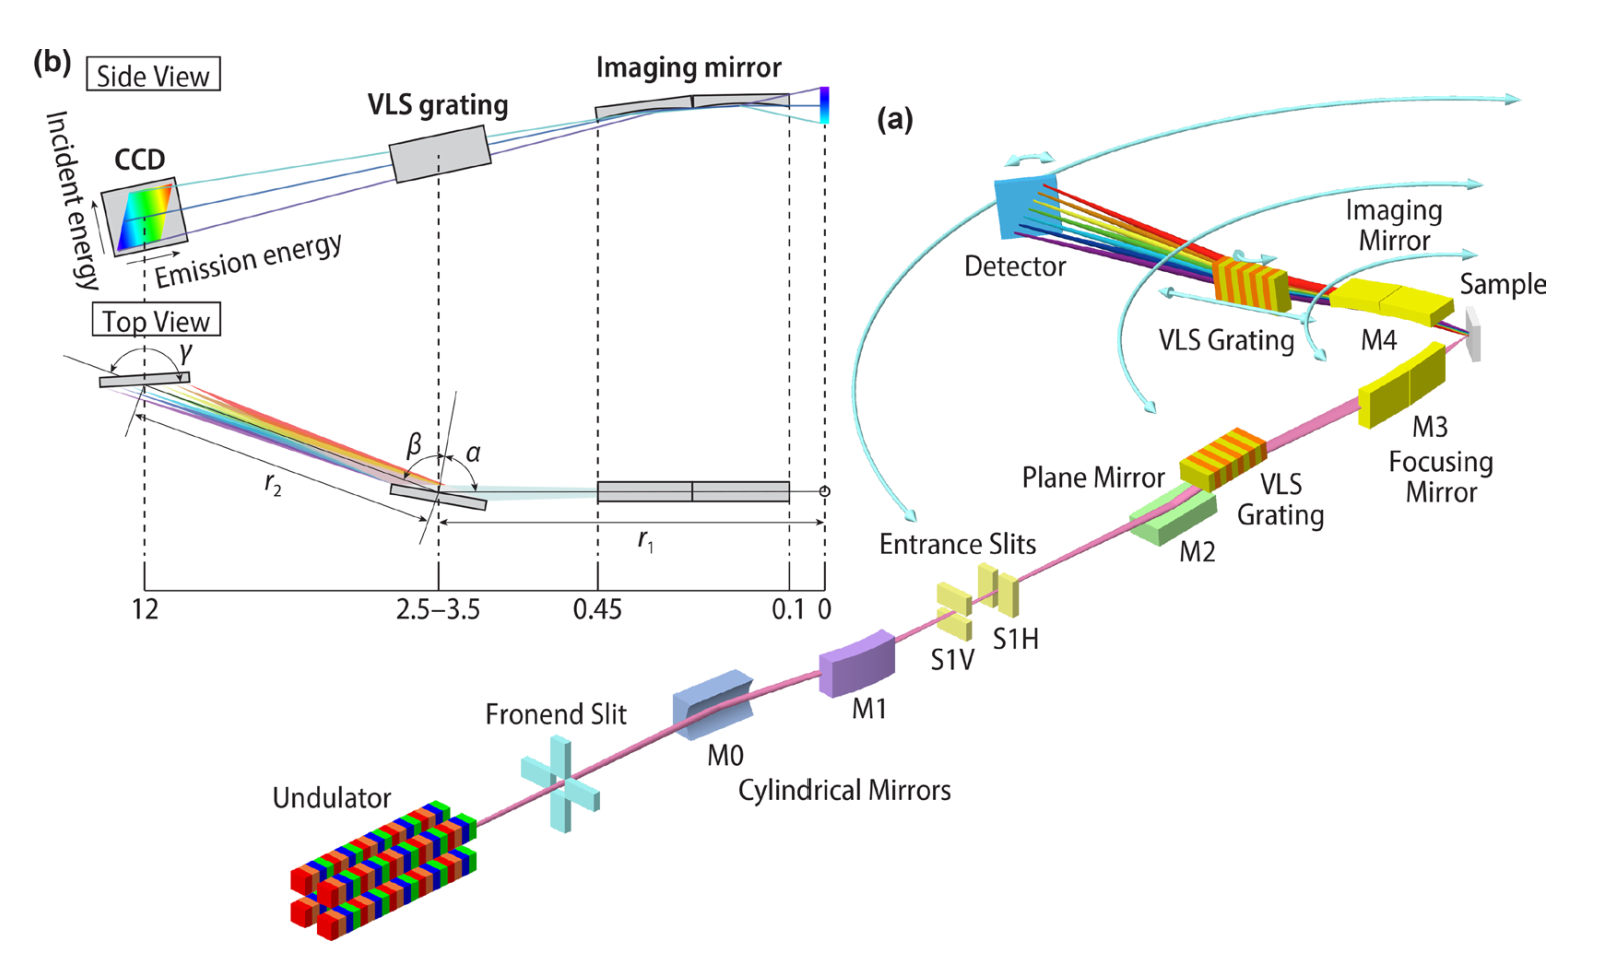 (b)
Side View
Imaging mirror
VLS grating
CCD
Incident energy
Emission energy
Top View
γ
β
α
r2
r1
12
2.5–3.5
0.45
0.1
0
(a)
Imaging
Mirror
Detector
Sample
VLS Grating
M4
M3
Focusing
Mirror
Plane Mirror
VLS
Grating
M2
Entrance Slits
S1H
S1V
M1
Fronend Slit
M0
Cylindrical Mirrors
Undulator